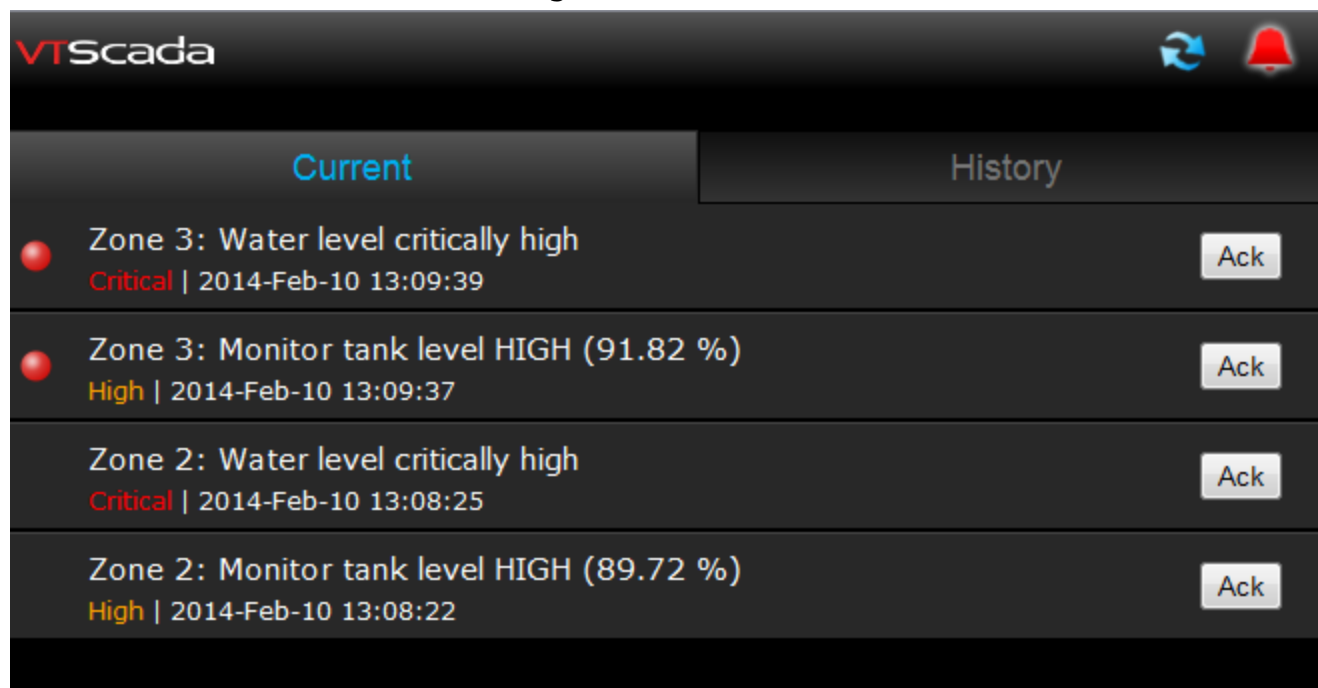 VTScada
Current
History
Zone 3: Water level critically high
Critical | 2014-Feb-10 13:09:39
Ack
Zone 3: Monitor tank level HIGH (91.82 %)
High | 2014-Feb-10 13:09:37
Ack
Zone 2: Water level critically high
Critical | 2014-Feb-10 13:08:25
Ack
Zone 2: Monitor tank level HIGH (89.72 %)
High | 2014-Feb-10 13:08:22
Ack